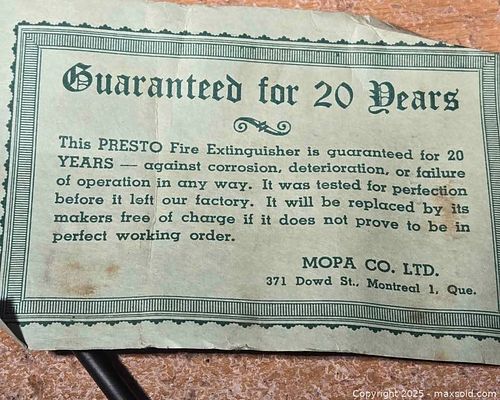 Guaranteed for 20 Years
This PRESTO Fire Extinguisher is guaranteed for 20
YEARS — against corrosion, deterioration, or failure
of operation in any way. It was tested for perfection
before it left our factory. It will be replaced by its
makers free of charge if it does not prove to be in
perfect working order.
MOPA CO. LTD.
371 Dowd St., Montreal 1, Que.
Copyright 2025 - maxsold.com